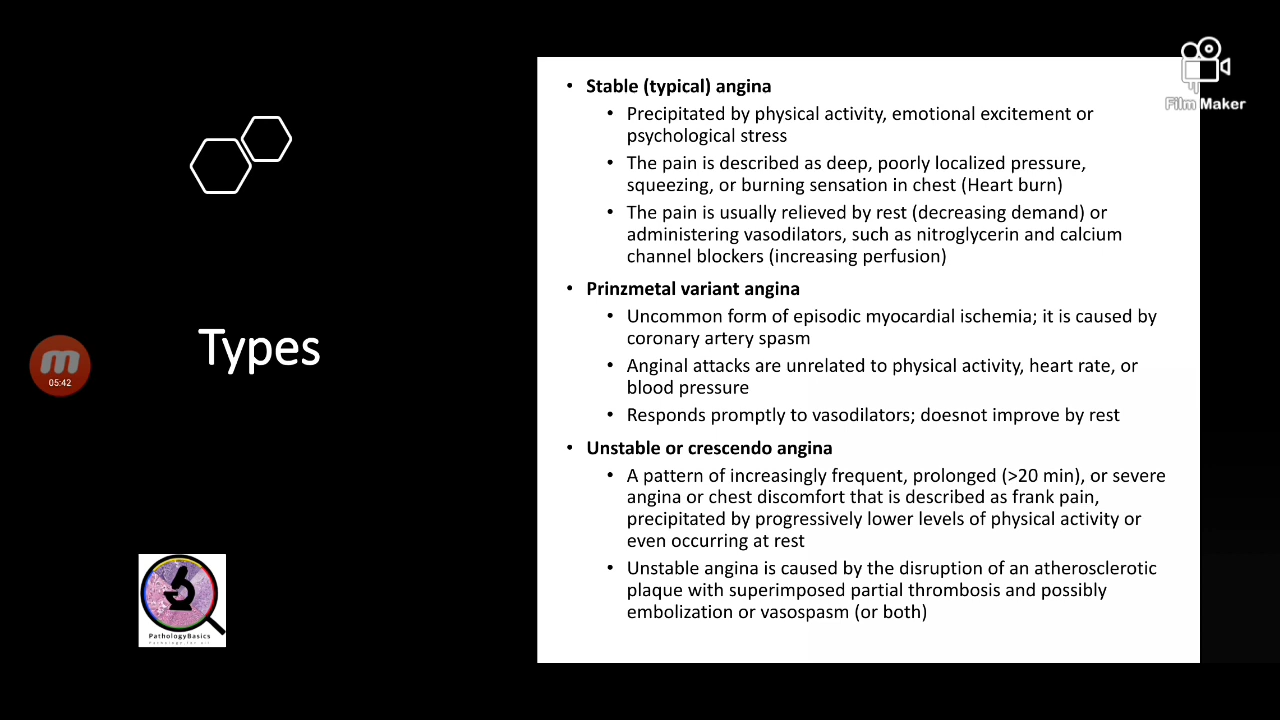 Film Maker
m
05:42
Types
PathologyBasics
• Stable (typical) angina
• Precipitated by physical activity, emotional excitement or
psychological stress
• The pain is described as deep, poorly localized pressure,
squeezing, or burning sensation in chest (Heart burn)
• The pain is usually relieved by rest (decreasing demand) or
administering vasodilators, such as nitroglycerin and calcium
channel blockers (increasing perfusion)
• Prinzmetal variant angina
• Uncommon form of episodic myocardial ischemia; it is caused by
coronary artery spasm
• Anginal attacks are unrelated to physical activity, heart rate, or
blood pressure
• Responds promptly to vasodilators; doesnot improve by rest
• Unstable or crescendo angina
• A pattern of increasingly frequent, prolonged (>20 min), or severe
angina or chest discomfort that is described as frank pain,
precipitated by progressively lower levels of physical activity or
even occurring at rest
• Unstable angina is caused by the disruption of an atherosclerotic
plaque with superimposed partial thrombosis and possibly
embolization or vasospasm (or both)